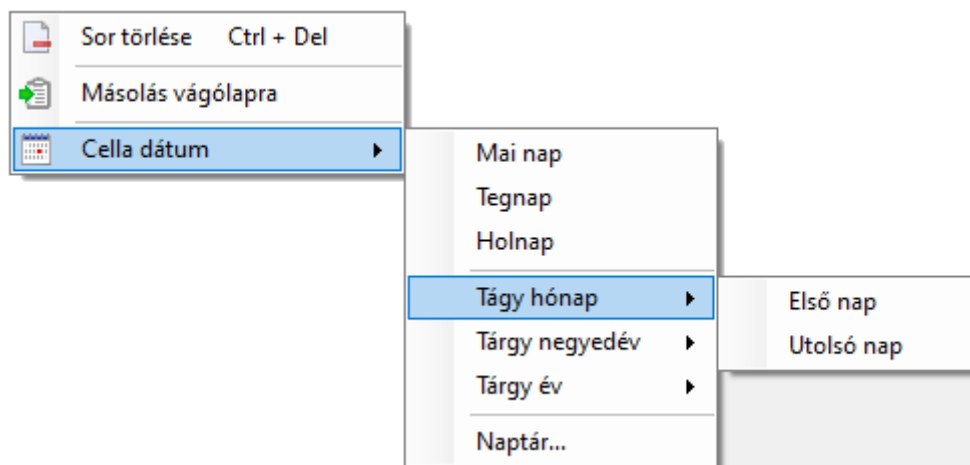 Sor törlése Ctrl + Del
Másolás vágólapra
Cella dátum
Mai nap
Tegnap
Holnap
Tágy hónap
Tárgy negyedév
Tárgy év
Naptár...
Első nap
Utolsó nap